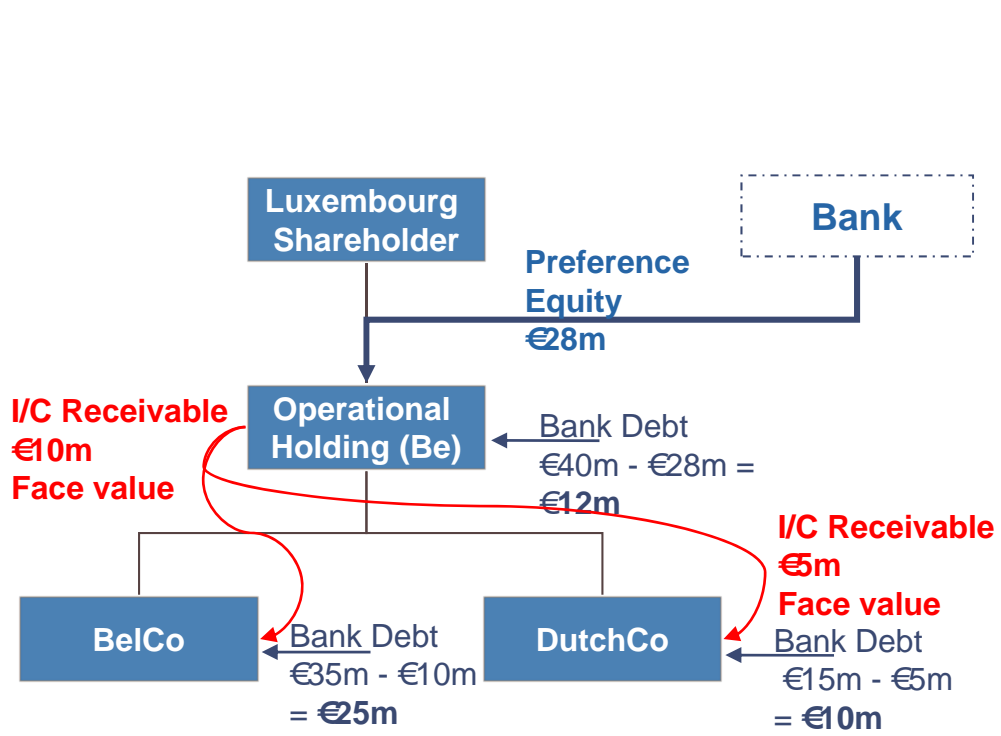 Luxembourg
Shareholder
Bank
Preference
Equity
€28m
I/C Receivable
€10m
Face value
Operational
Holding (Be)
Bank Debt
€40m - €28m =
€12m
I/C Receivable
€5m
Face value
BelCo
Bank Debt
€35m - €10m
= €25m
DutchCo
Bank Debt
€15m - €5m
= €10m